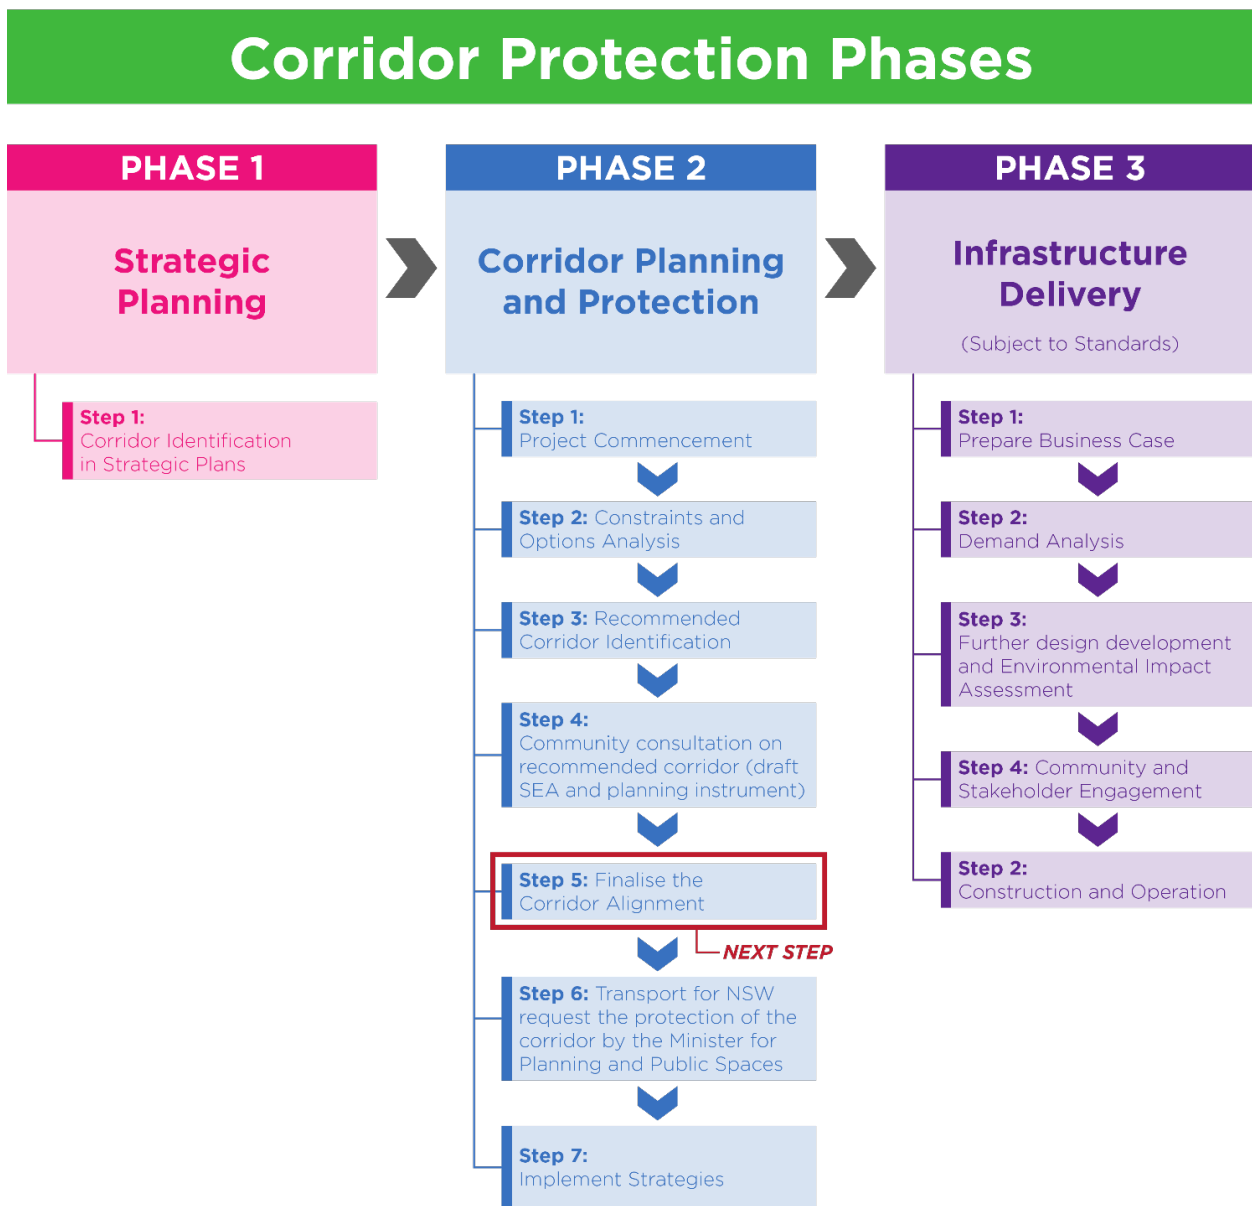 Corridor Protection Phases
PHASE 1
Strategic
Planning
Step 1:
Corridor Identification
in Strategic Plans
PHASE 2
Corridor Planning
and Protection
Step 1:
Project Commencement
Step 2: Constraints and
Options Analysis
Step 3: Recommended
Corridor Identification
Step 4:
Community consultation on
recommended corridor (draft
SEA and planning instrument)
Step 5: Finalise the
Corridor Alignment
NEXT STEP
Step 6: Transport for NSW
request the protection of the
corridor by the Minister for
Planning and Public Spaces
Step 7:
Implement Strategies
PHASE 3
Infrastructure
Delivery
(Subject to Standards)
Step 1:
Prepare Business Case
Step 2:
Demand Analysis
Step 3:
Further design development
and Environmental Impact
Assessment
Step 4: Community and
Stakeholder Engagement
Step 2:
Construction and Operation